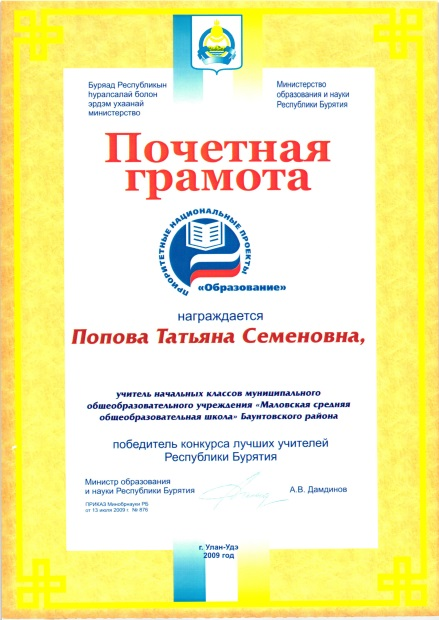 Буряад Республикын
hуралсалай болон
эрдэм ухаанай
министерство
Министерство
образования и науки
Республики Бурятия
Почетная
грамота
ПРИОРИТЕТНЫЕ НАЦИОНАЛЬНЫЕ ПРОЕКТЫ
«Образование»
награждается
Попова Татьяна Семеновна,
учитель начальных классов муниципального
общеобразовательного учреждения «Маловская средняя
общеобразовательная школа» Баунтовского района
победитель конкурса лучших учителей
Республики Бурятия
Министр образования
и науки Республики Бурятия
А.В. Дамдинов
ПРИКАЗ Минобрнауки РБ
от 13 июля 2009 г. № 876
г. Улан-Удэ
2009 год